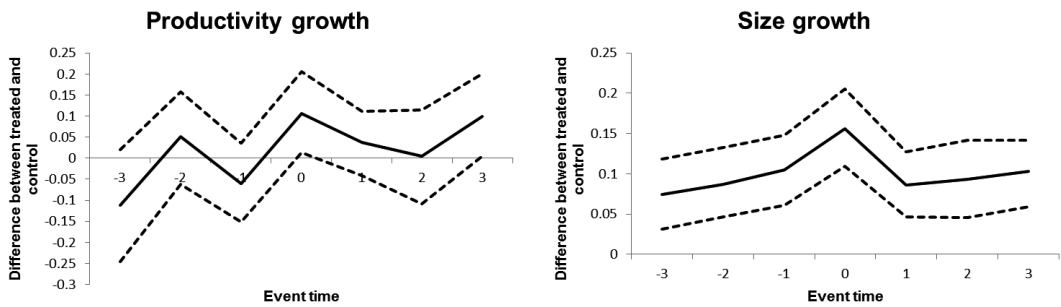 Productivity growth
Difference between treated and
control
0.25
0.2
0.15
0.1
0.05
0
-0.05
-0.1
-0.15
-0.2
-0.25
-0.3
-3 -2 -1 0 1 2 3
Event time
Size growth
Difference between treated and
control
0.25
0.2
0.15
0.1
0.05
0
-3 -2 -1 0 1 2 3
Event time